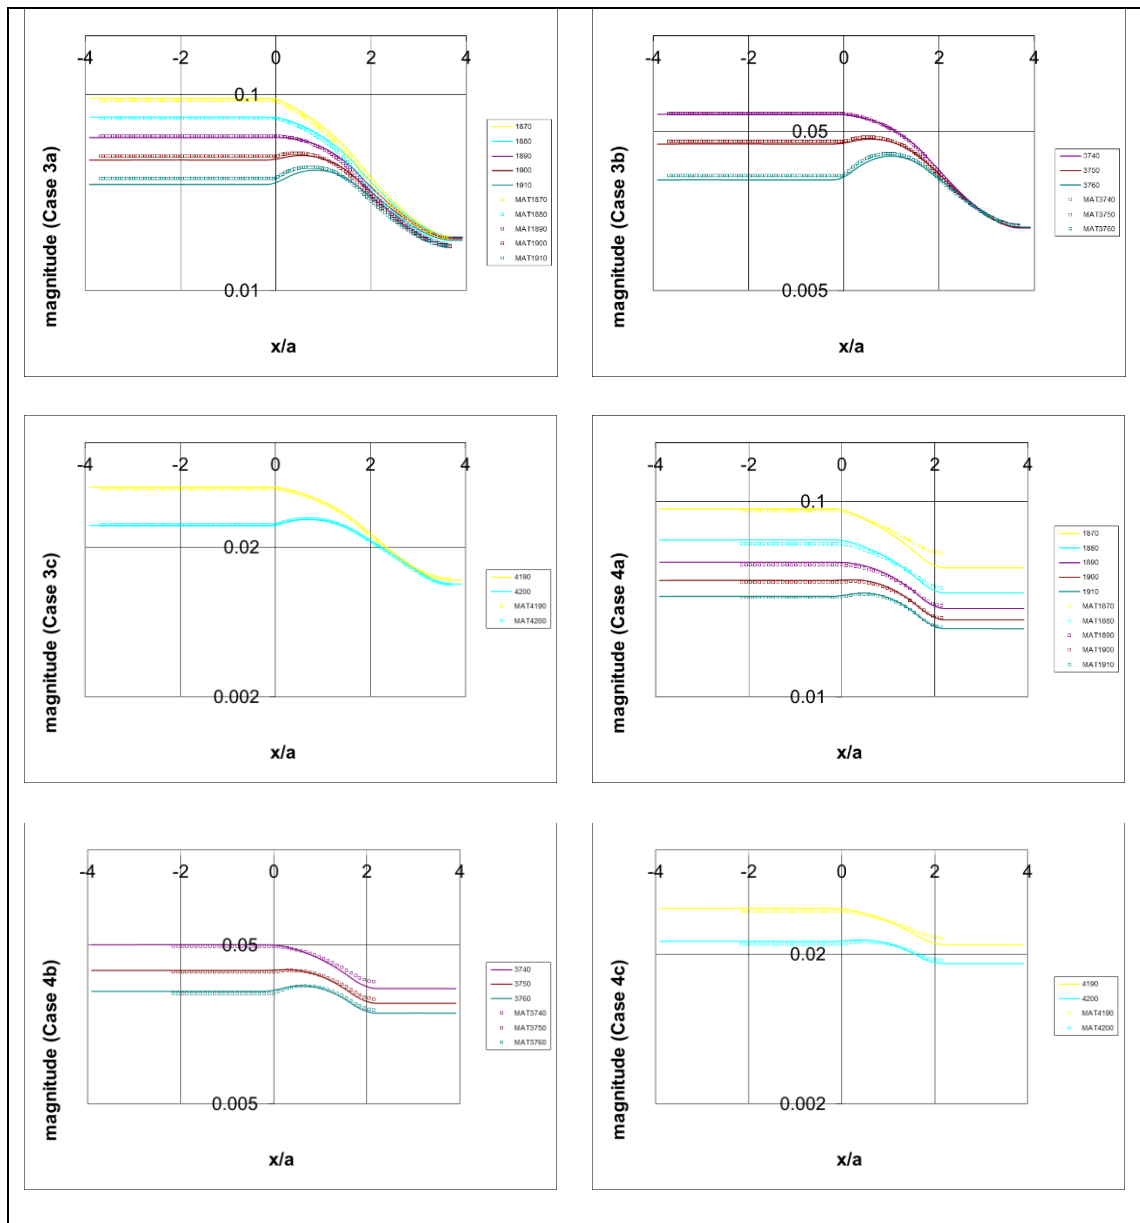 -4 -2 0 2 4
0.1
0.01
magnitude (Case 3a)
x/a
1870
1880
1890
1900
1910
MAT1870
MAT1880
MAT1890
MAT1900
MAT1910
-4 -2 0 2 4
0.05
0.005
magnitude (Case 3b)
x/a
3740
3750
3760
MAT3740
MAT3750
MAT3760
-4 -2 0 2 4
0.02
0.002
magnitude (Case 3c)
x/a
4190
4200
MAT4190
MAT4200
-4 -2 0 2 4
0.1
0.01
magnitude (Case 4a)
x/a
1870
1880
1890
1900
1910
MAT1870
MAT1880
MAT1890
MAT1900
MAT1910
-4 -2 0 2 4
0.05
0.005
magnitude (Case 4b)
x/a
3740
3750
3760
MAT3740
MAT3750
MAT3760
-4 -2 0 2 4
0.02
0.002
magnitude (Case 4c)
x/a
4190
4200
MAT4190
MAT4200